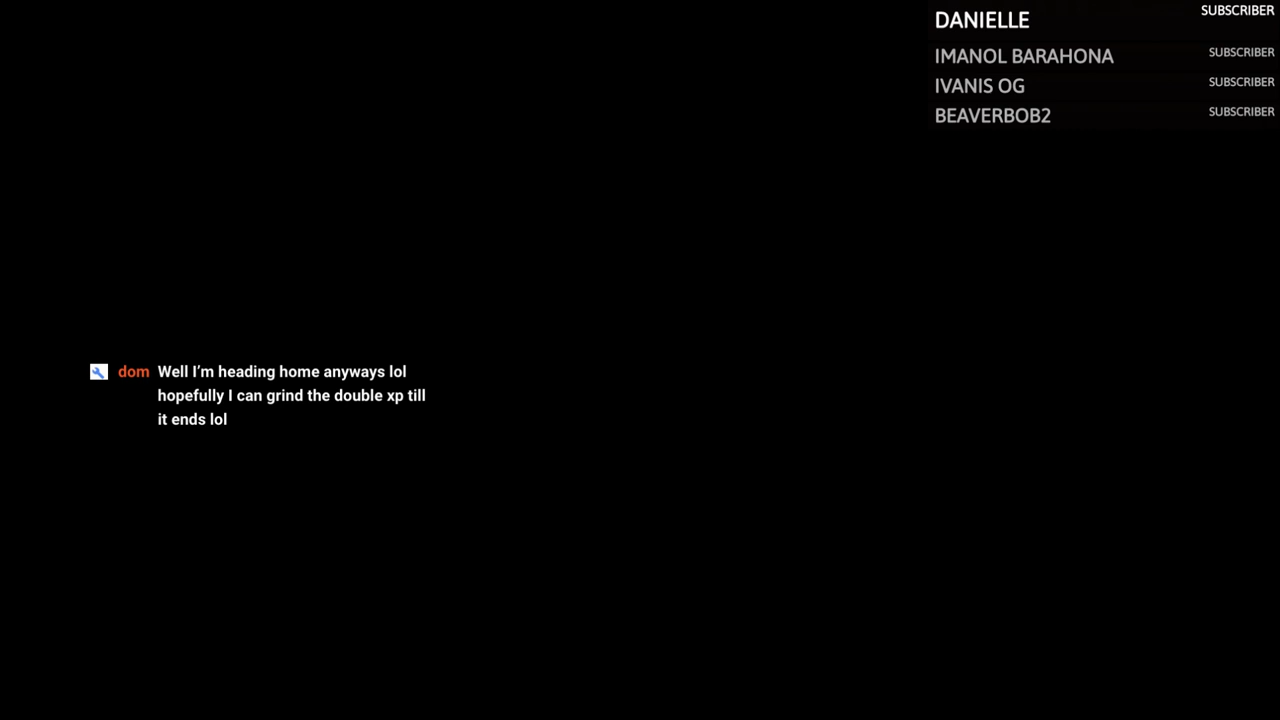 DANIELLE SUBSCRIBER
IMANOL BARAHONA SUBSCRIBER
IVANIS OG SUBSCRIBER
BEAVERBOB2 SUBSCRIBER
dom Well I’m heading home anyways lol
hopefully I can grind the double xp till
it ends lol